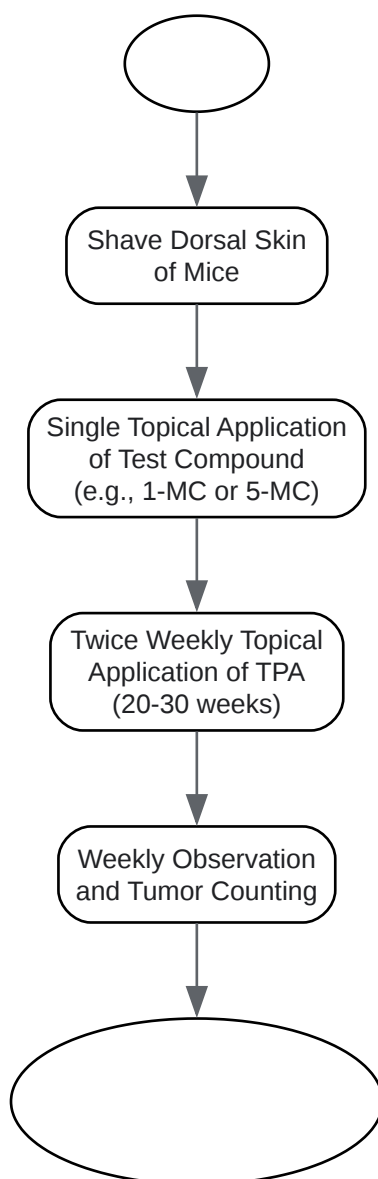 Shave Dorsal Skin
of Mice
Single Topical Application
of Test Compound
(e.g., 1-MC or 5-MC)
Twice Weekly Topical
Application of TPA
(20-30 weeks)
Weekly Observation
and Tumor Counting